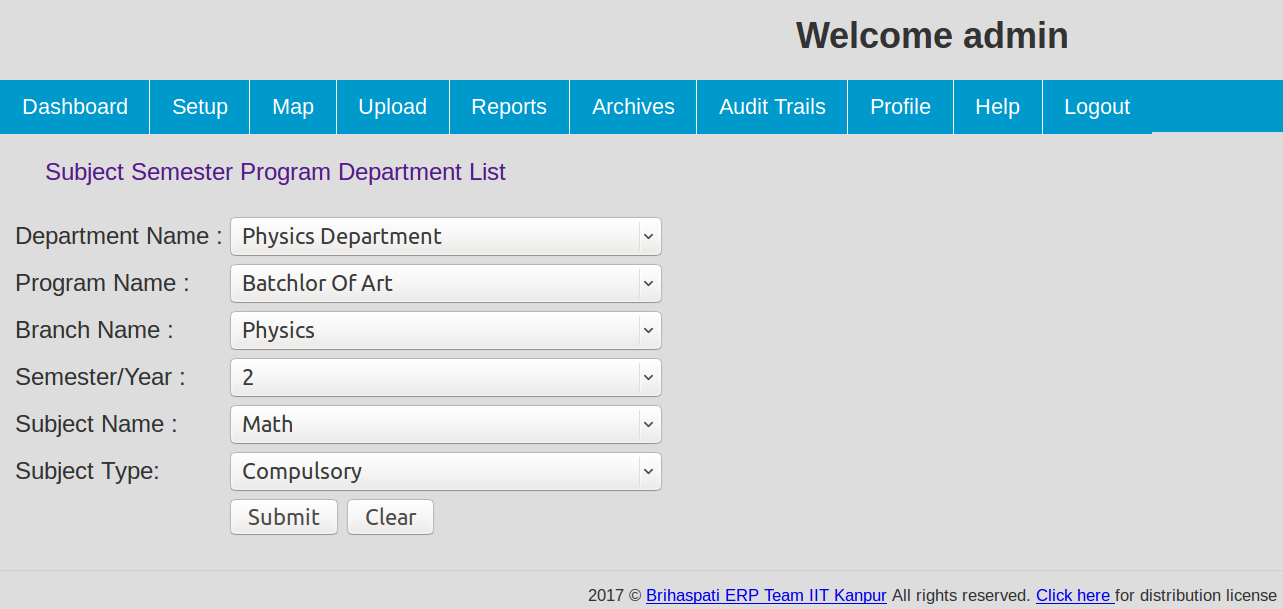 Welcome admin
Dashboard Setup Map Upload Reports Archives Audit Trails Profile Help Logout
Subject Semester Program Department List
Department Name : Physics Department
Program Name : Batchlor Of Art
Branch Name : Physics
Semester/Year : 2
Subject Name : Math
Subject Type: Compulsory
Submit Clear
2017 © Brihaspati ERP Team IIT Kanpur All rights reserved. Click here for distribution license